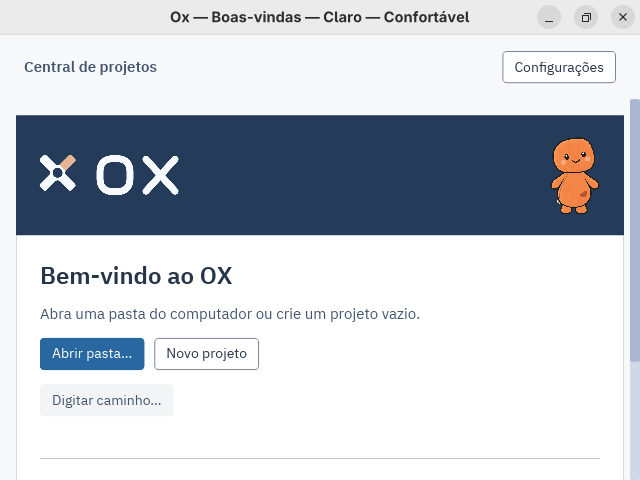 Ox — Boas-vindas — Claro — Confortável
Central de projetos
Configurações
OX
Bem-vindo ao OX
Abra uma pasta do computador ou crie um projeto vazio.
Abrir pasta...
Novo projeto
Digitar caminho...